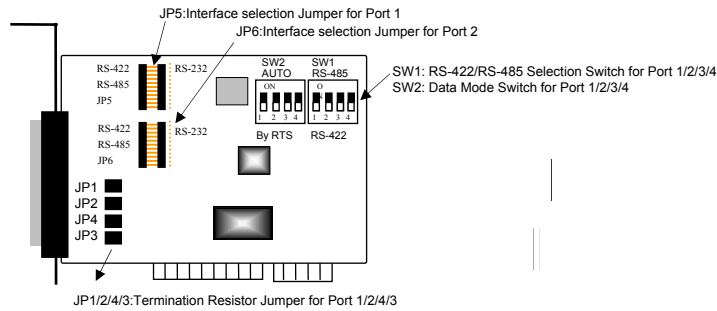 JP5:Interface selection Jumper for Port 1
JP6:Interface selection Jumper for Port 2
RS-422
RS-485
JP5
RS-232
RS-422
RS-485
JP6
RS-232
SW2
AUTO
ON
1 2 3 4
By RTS
SW1
RS-485
O
1 2 3 4
RS-422
SW1: RS-422/RS-485 Selection Switch for Port 1/2/3/4
SW2: Data Mode Switch for Port 1/2/3/4
JP1
JP2
JP4
JP3
JP1/2/4/3:Termination Resistor Jumper for Port 1/2/4/3